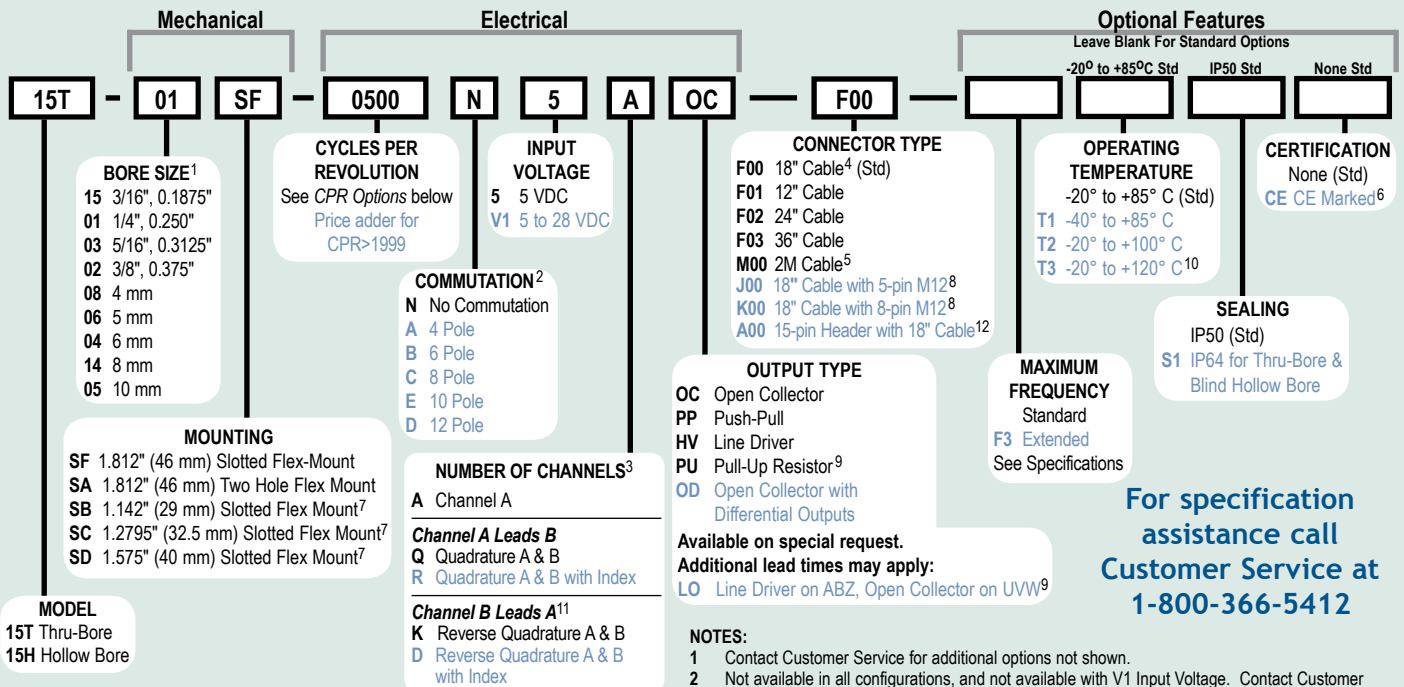 Mechanical
Electrical
Optional Features
Leave Blank For Standard Options
-20º to +85ºC Std
IP50 Std
None Std
15T – 01 SF – 0500 N 5 A OC — F00 —
BORE SIZE1
15 3/16", 0.1875"
01 1/4", 0.250"
03 5/16", 0.3125"
02 3/8", 0.375"
08 4 mm
06 5 mm
04 6 mm
14 8 mm
05 10 mm
MOUNTING
SF 1.812" (46 mm) Slotted Flex-Mount
SA 1.812" (46 mm) Two Hole Flex Mount
SB 1.142" (29 mm) Slotted Flex Mount7
SC 1.2795" (32.5 mm) Slotted Flex Mount7
SD 1.575" (40 mm) Slotted Flex Mount7
MODEL
15T Thru-Bore
15H Hollow Bore
CYCLES PER
REVOLUTION
See CPR Options below
Price adder for
CPR>1999
COMMUTATION2
N No Commutation
A 4 Pole
B 6 Pole
C 8 Pole
E 10 Pole
D 12 Pole
INPUT
VOLTAGE
5 5 VDC
V1 5 to 28 VDC
NUMBER OF CHANNELS3
A Channel A
Channel A Leads B
Q Quadrature A & B
R Quadrature A & B with Index
Channel B Leads A11
K Reverse Quadrature A & B
D Reverse Quadrature A & B
with Index
CONNECTOR TYPE
F00 18" Cable4 (Std)
F01 12" Cable
F02 24" Cable
F03 36" Cable
M00 2M Cable5
J00 18" Cable with 5-pin M128
K00 18" Cable with 8-pin M128
A00 15-pin Header with 18" Cable12
OUTPUT TYPE
OC Open Collector
PP Push-Pull
HV Line Driver
PU Pull-Up Resistor9
OD Open Collector with
Differential Outputs
Available on special request.
Additional lead times may apply:
LO Line Driver on ABZ, Open Collector on UVW9
MAXIMUM
FREQUENCY
Standard
F3 Extended
See Specifications
OPERATING
TEMPERATURE
-20° to +85° C (Std)
T1 -40° to +85° C
T2 -20° to +100° C
T3 -20° to +120° C10
SEALING
IP50 (Std)
S1 IP64 for Thru-Bore &
Blind Hollow Bore
CERTIFICATION
None (Std)
CE CE Marked6
For specification
assistance call
Customer Service at
1-800-366-5412
NOTES:
1 Contact Customer Service for additional options not shown.
2 Not available in all configurations, and not available with V1 Input Voltage. Contact Customer